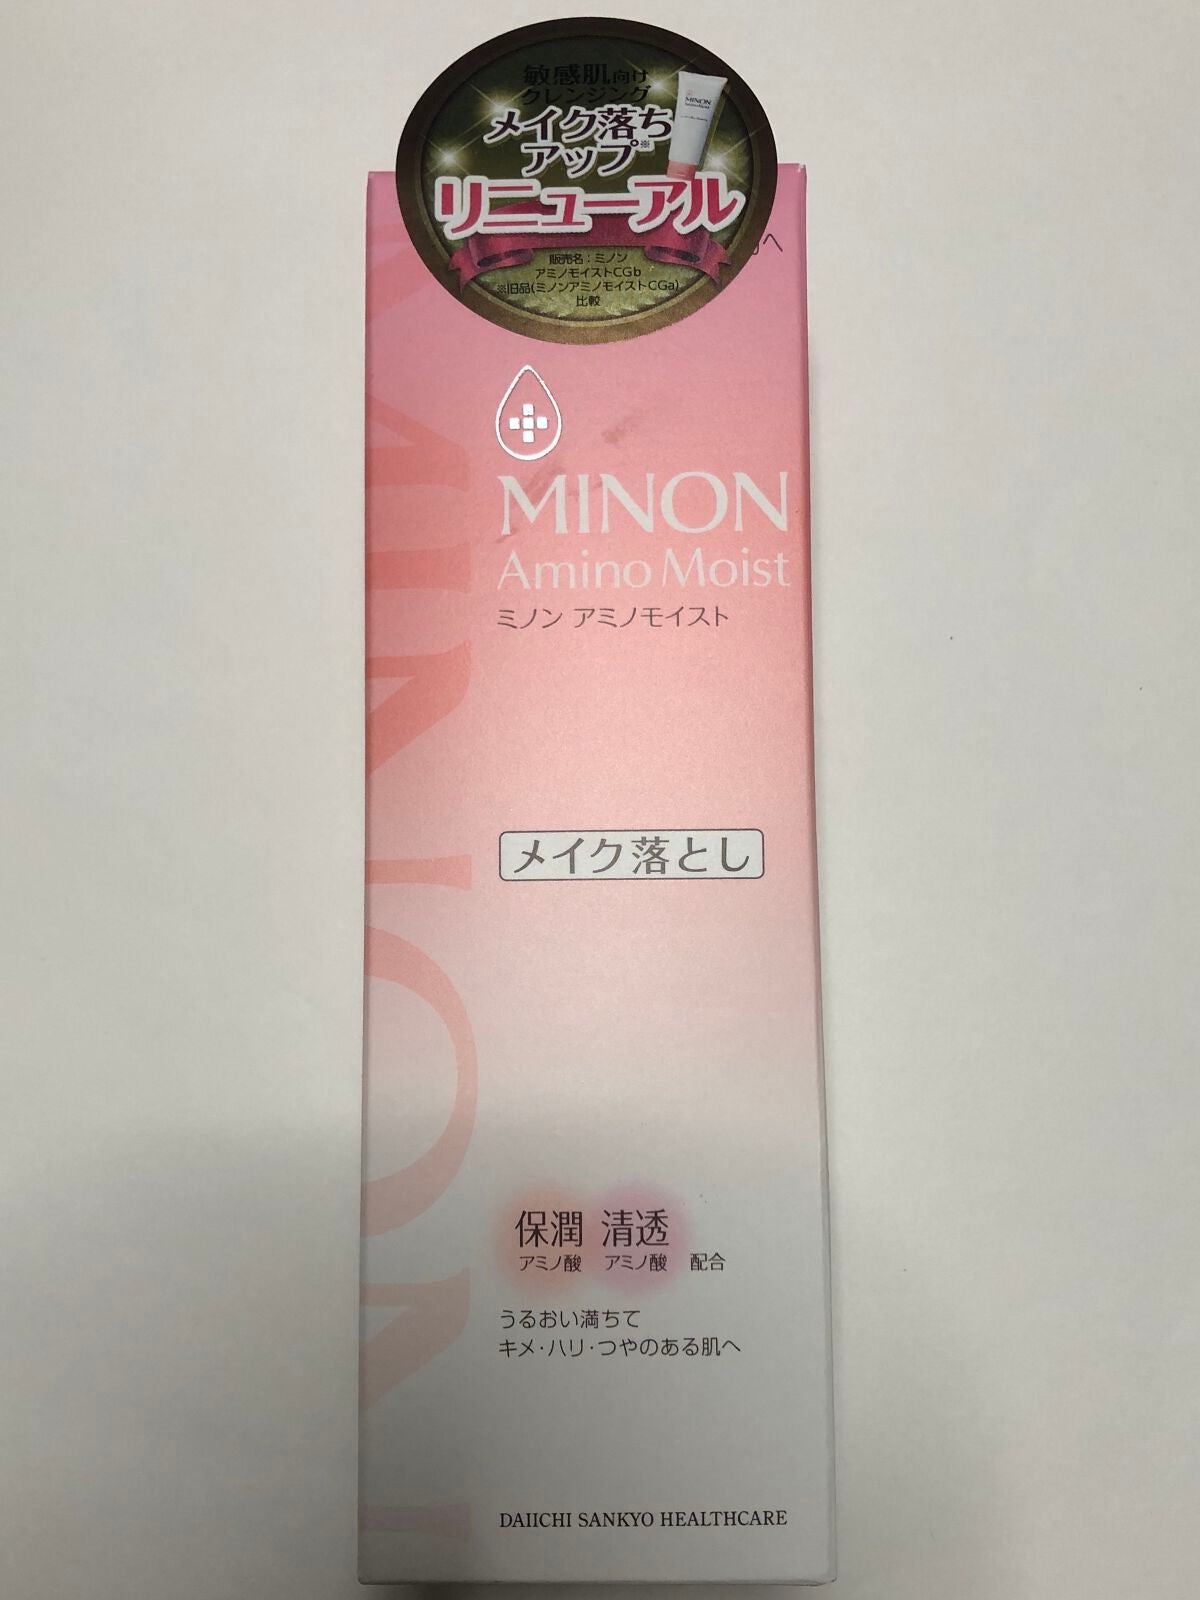 敏感肌向け
クレンジング
メイク落ち
アップ※
リニューアル
MINON
販売名：ミノン
アミノモイストCGb
※旧品(ミノンアミノモイストCGa)
比較
へ
MINON
Amino Moist
ミノン アミノモイスト
メイク落とし
保潤 清透
アミノ酸 アミノ酸 配合
うるおい満ちて
キメ・ハリ・つやのある肌へ
DAIICHI SANKYO HEALTHCARE
MINON